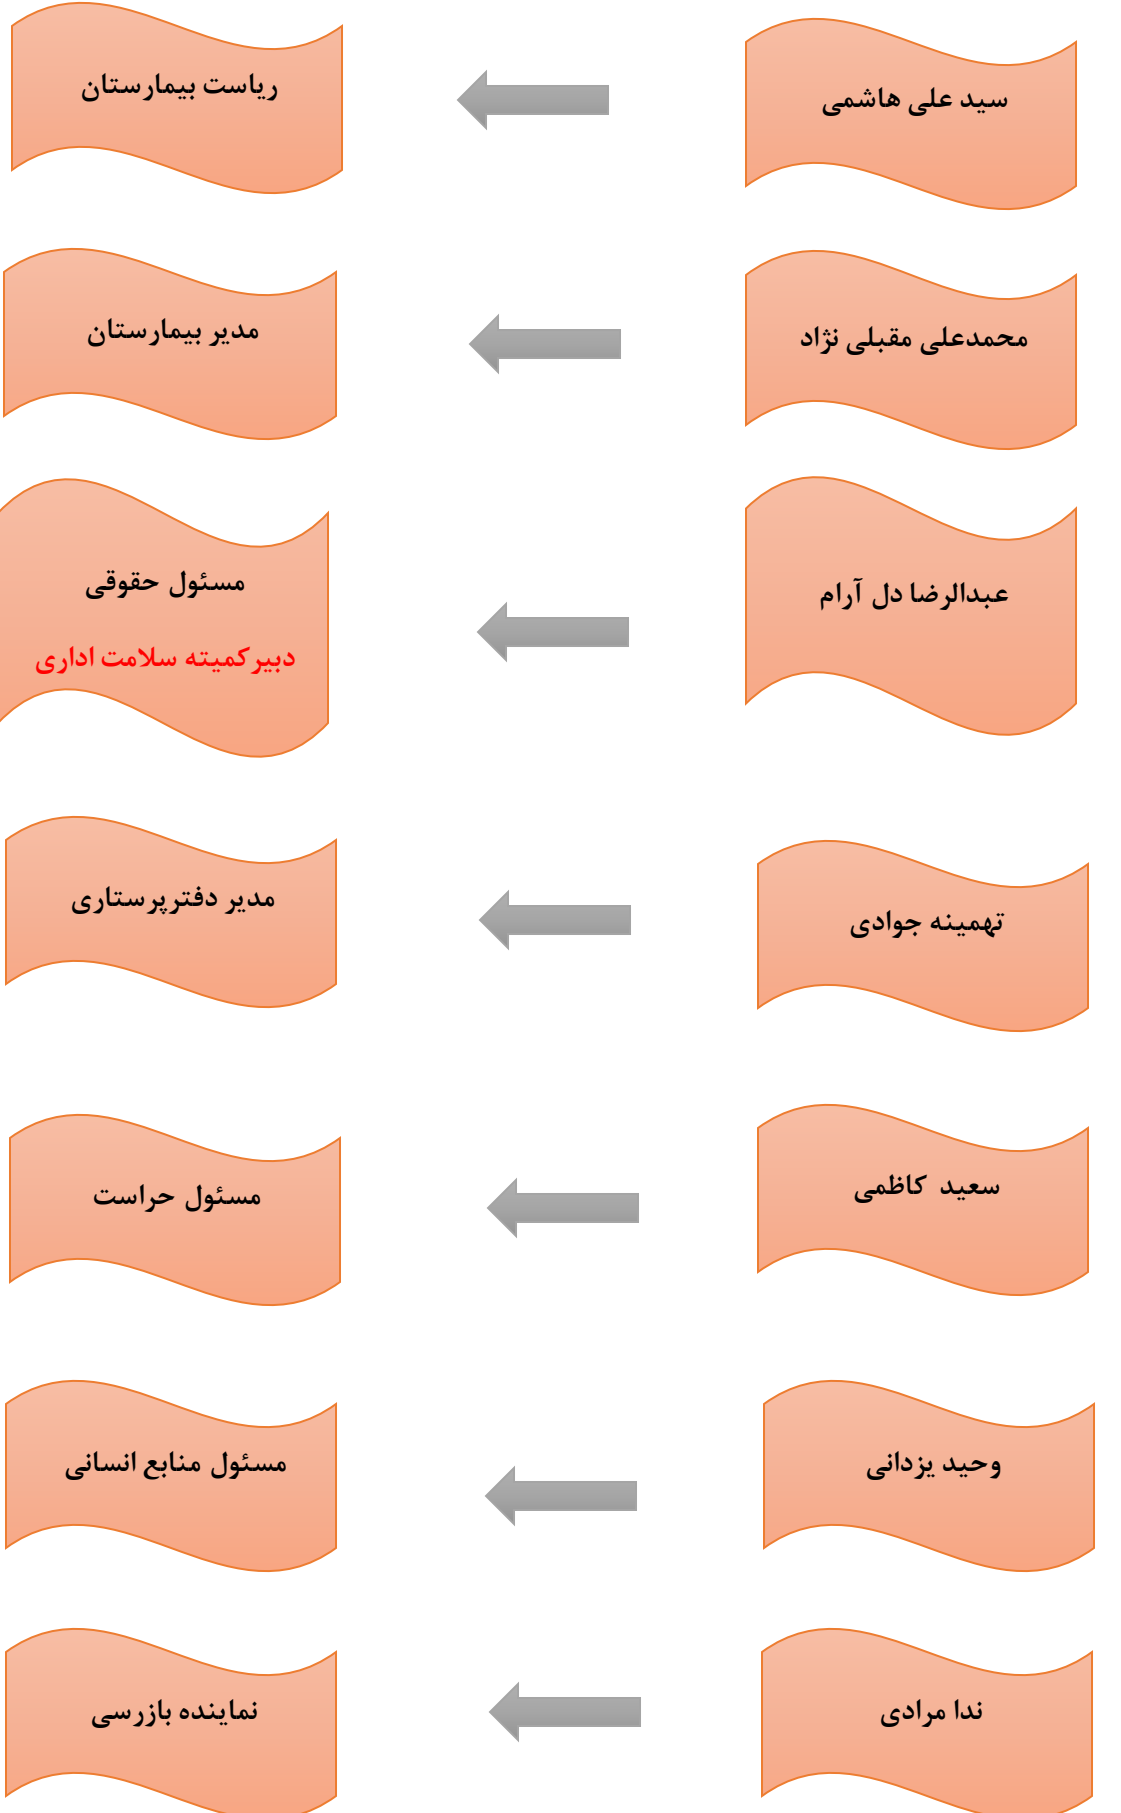 سید علی هاشمی
ریاست بیمارستان
محمدعلی مقبلی نژاد
مدیر بیمارستان
عبدالرضا دل آرام
مسئول حقوقی
دبیرکمیته سلامت اداری
تهمینه جوادی
مدیر دفترپرستاری
سعید کاظمی
مسئول حراست
وحید یزدانی
مسئول منابع انسانی
ندا مرادی
نماینده بازرسی